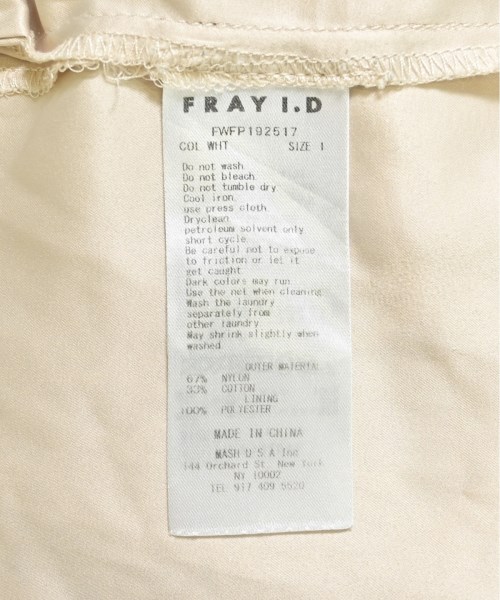 FRAY I.D
FWFP192517
COL WHT SIZE 1
Do not wash.
Do not bleach.
Do not tumble dry.
Cool iron.
use press cloth.
Dryclean.
petroleum solvent only
short cycle.
Be careful not to expose
to friction or let it
get caught.
Dark colors may run.
Use the net when cleaning.
Wash the laundry
separately from
other laundry.
May shrink slightly when
washed.
OUTER MATERIAL
67% NYLON
33% COTTON
LINING
100% POLYESTER
MADE IN CHINA
MASH U S A Inc
144 Orchard St. New York
NY 10002
TEL 917 409 5520